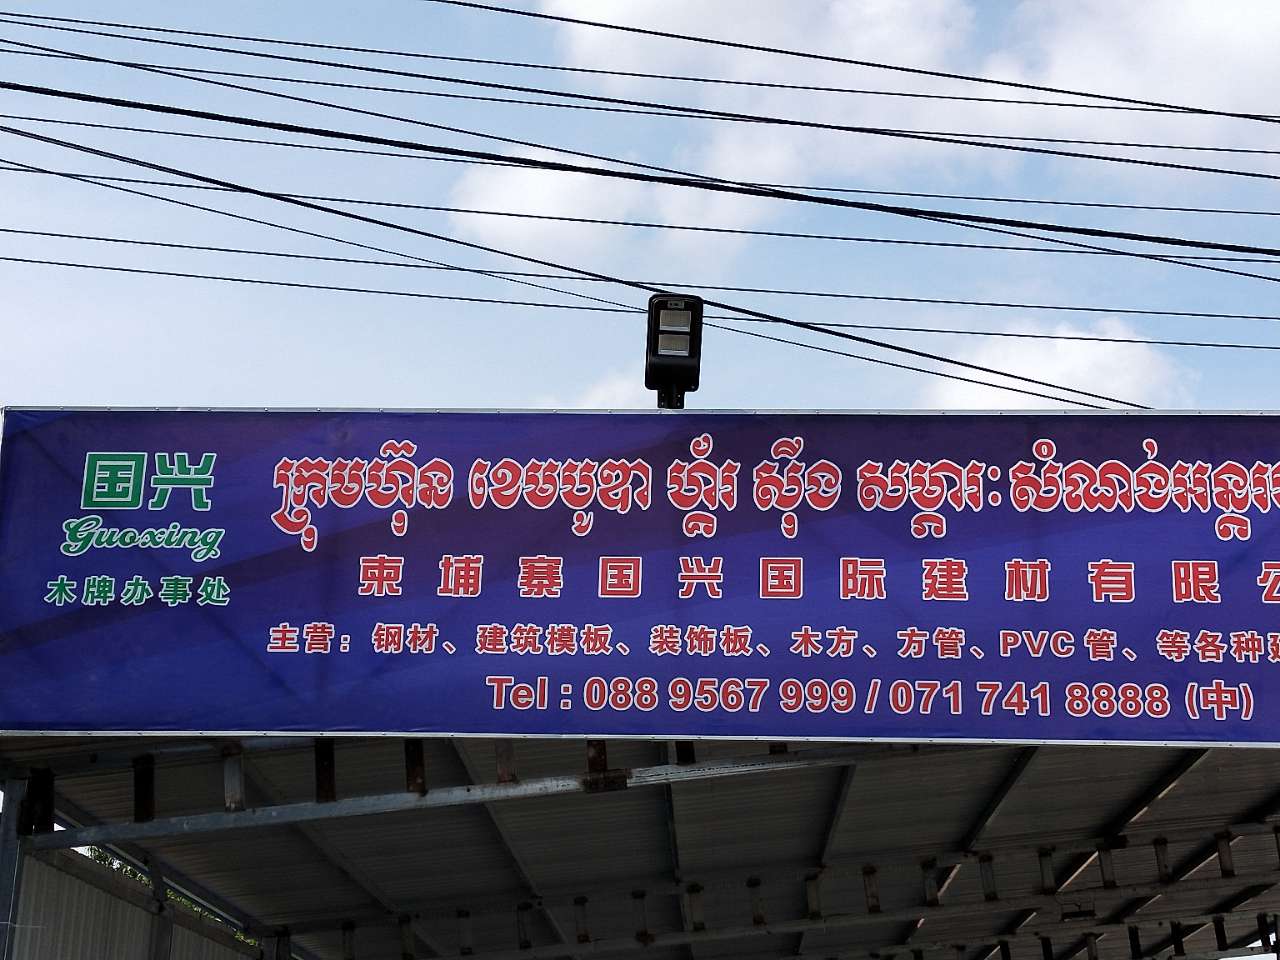 国兴
Guoxing
木牌办事处
ក្រុមហ៊ុន ខេមបូឌា ហ្គ័រ ស៊ីង សម្ភារៈសំណង់អន្តរ
柬埔寨国兴国际建材有限公
主营：钢材、建筑模板、装饰板、木方、方管、PVC管、等各种建
Tel : 088 9567 999 / 071 741 8888 (中)